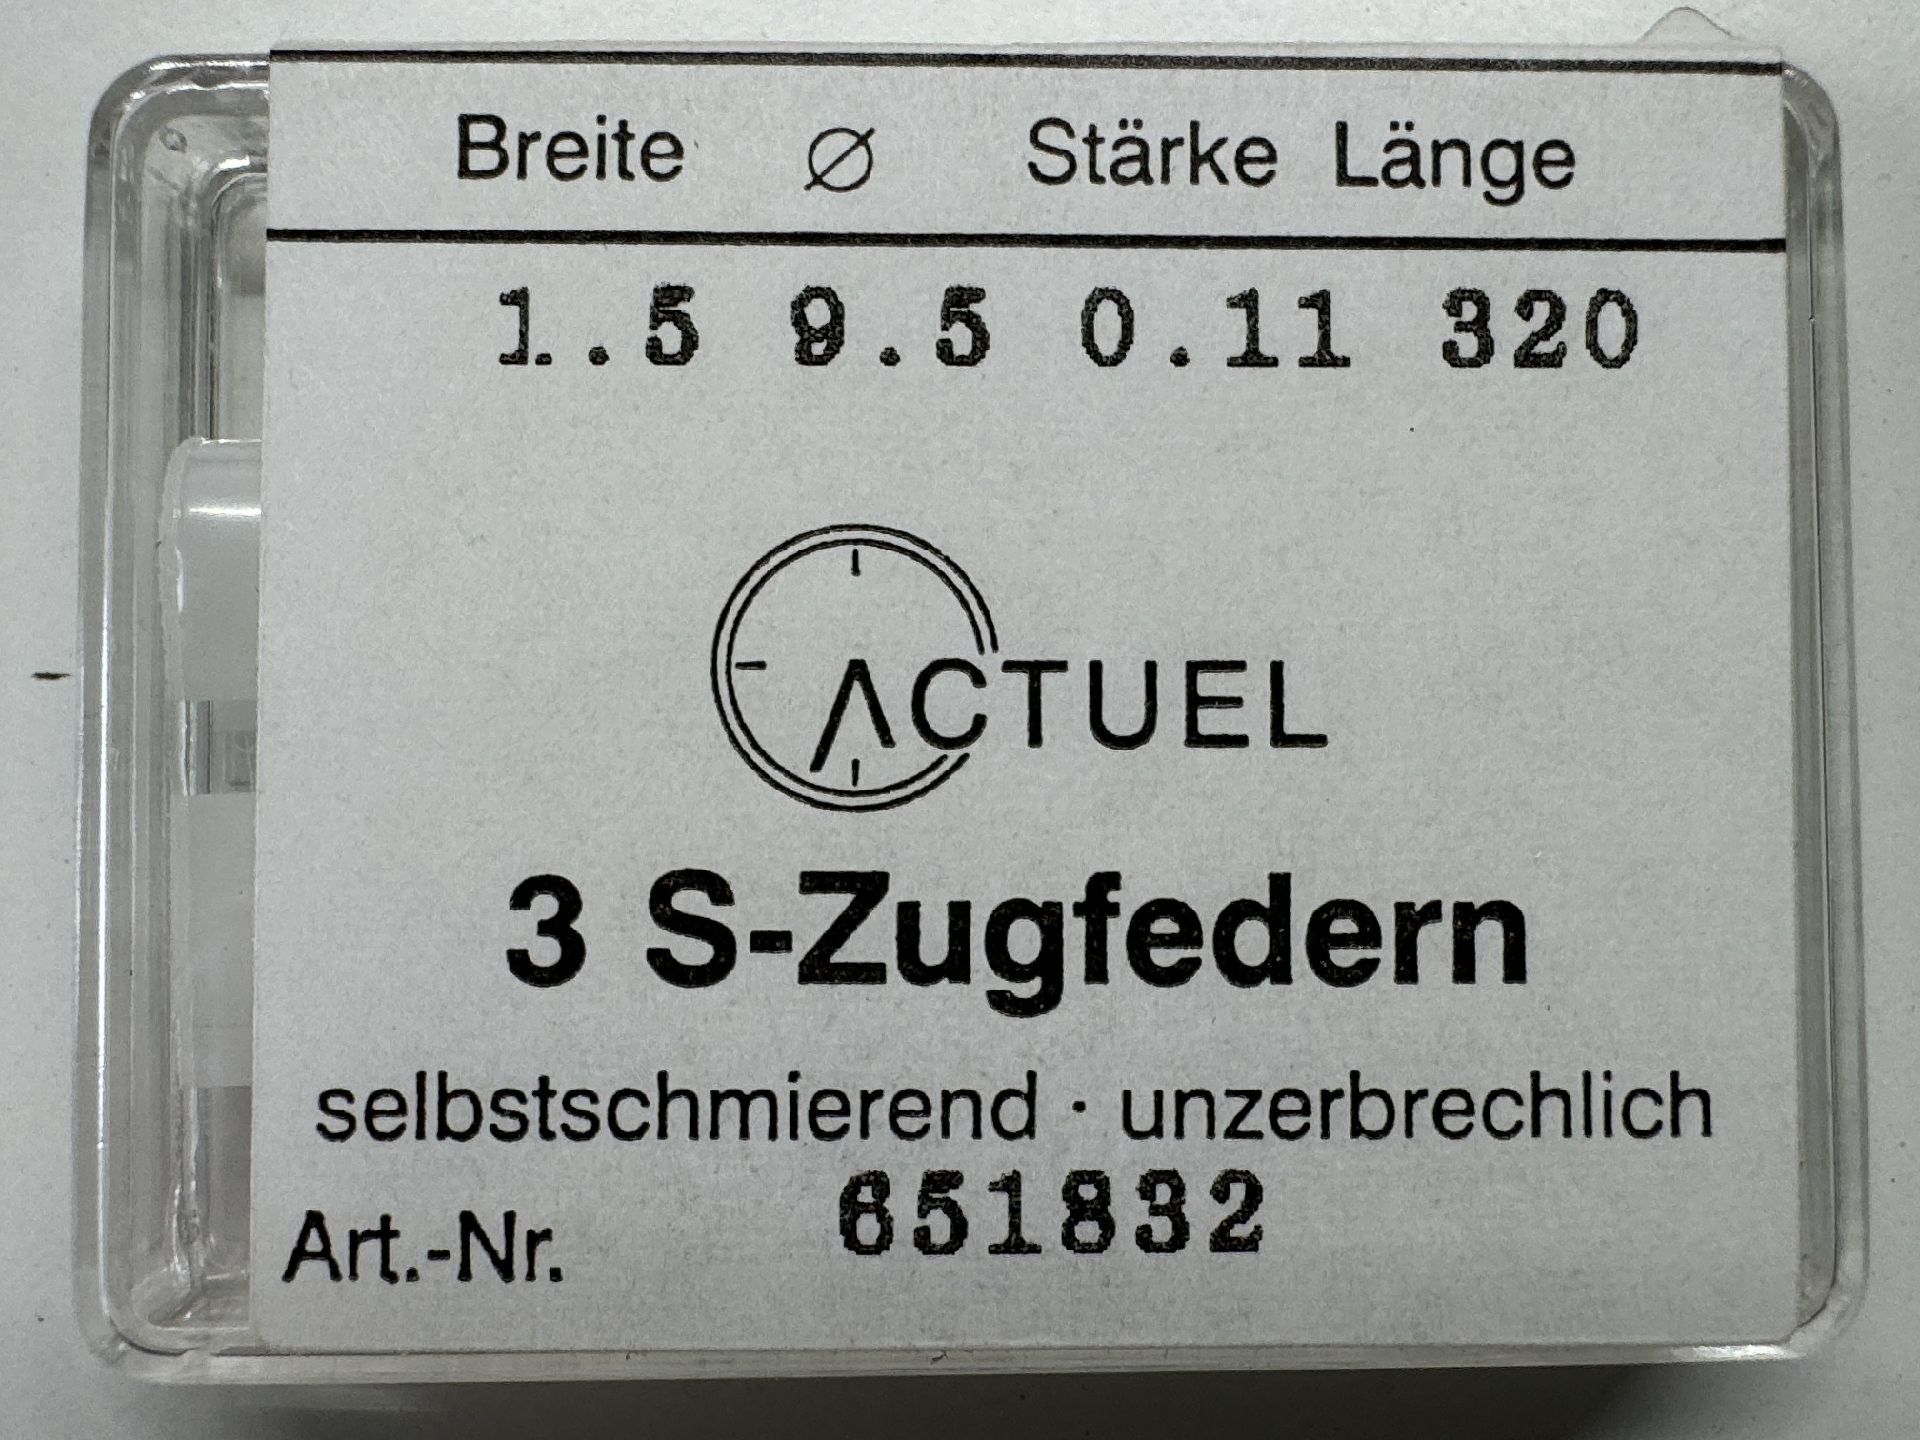 Breite ∅ Stärke Länge
1.5 9.5 0.11 320
ACTUEL
3 S-Zugfedern
selbstschmierend · unzerbrechlich
Art.-Nr. 651832